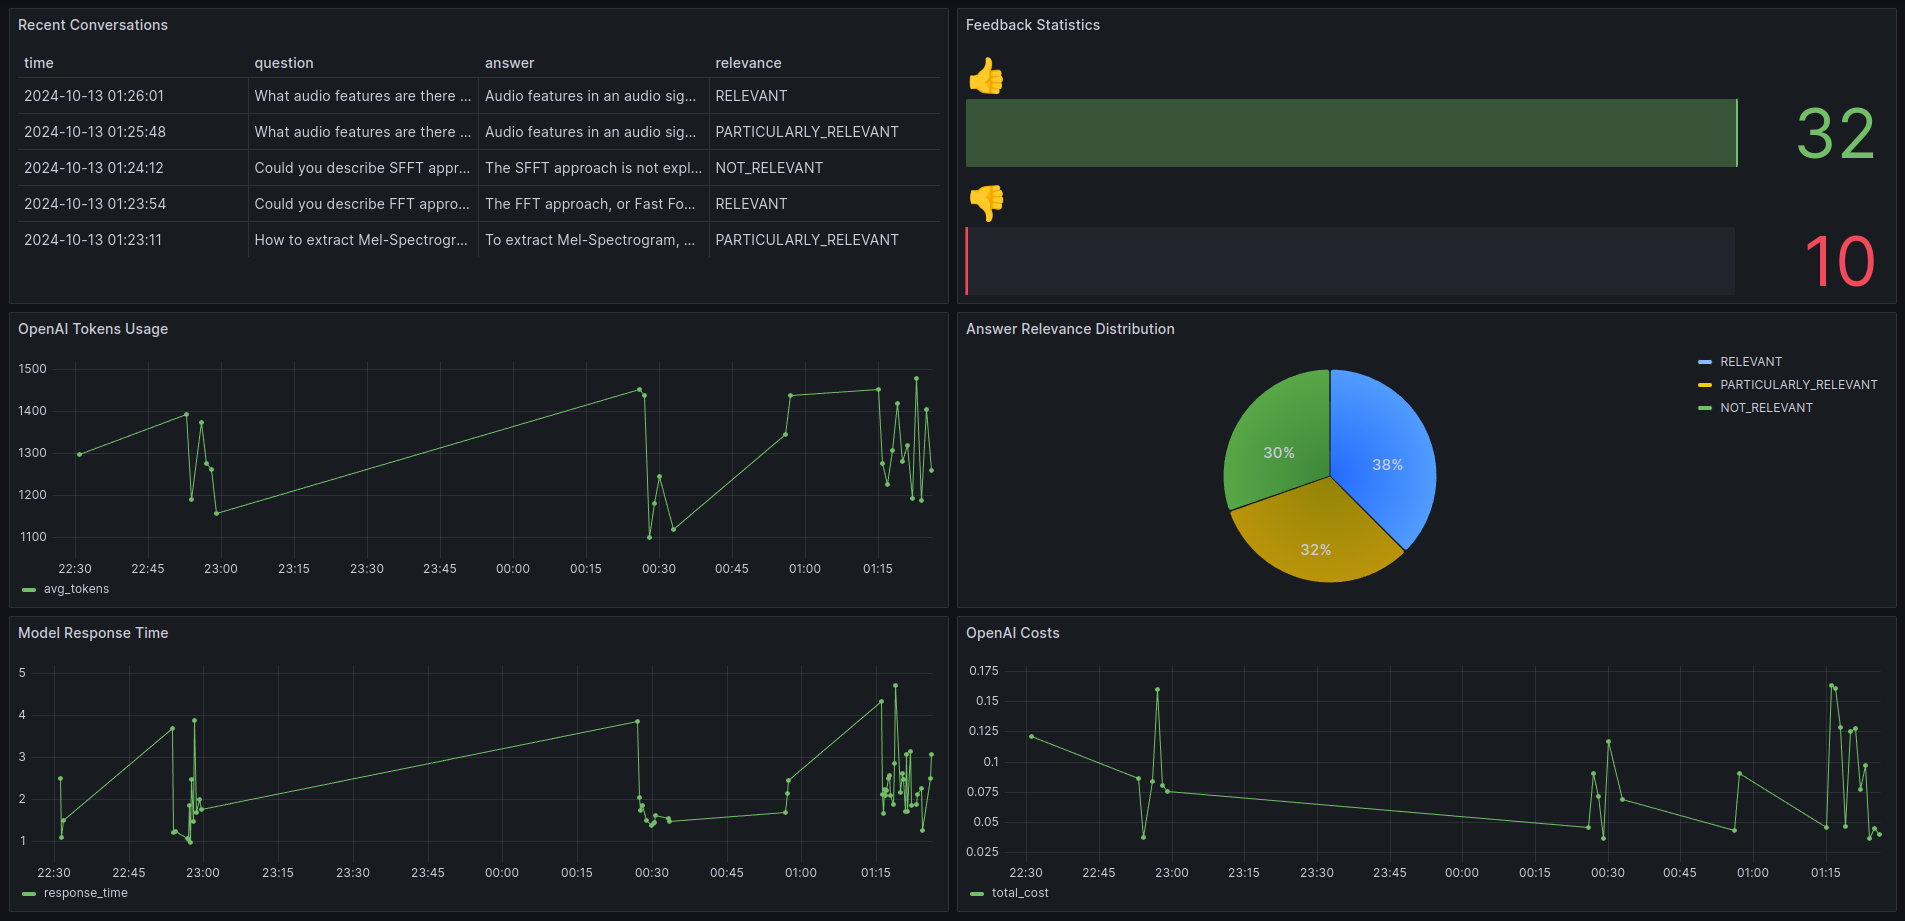 Recent Conversations
time question answer relevance
2024-10-13 01:26:01 What audio features are there ... Audio features in an audio sig... RELEVANT
2024-10-13 01:25:48 What audio features are there ... Audio features in an audio sig... PARTICULARLY_RELEVANT
2024-10-13 01:24:12 Could you describe SFFT appr... The SFFT approach is not expl... NOT_RELEVANT
2024-10-13 01:23:54 Could you describe FFT appro... The FFT approach, or Fast Fo... RELEVANT
2024-10-13 01:23:11 How to extract Mel-Spectrogr... To extract Mel-Spectrogram, ... PARTICULARLY_RELEVANT
Feedback Statistics
32
10
OpenAI Tokens Usage
1500
1400
1300
1200
1100
22:30 22:45 23:00 23:15 23:30 23:45 00:00 00:15 00:30 00:45 01:00 01:15
avg_tokens
Answer Relevance Distribution
RELEVANT
PARTICULARLY_RELEVANT
NOT_RELEVANT
30%
38%
32%
Model Response Time
5
4
3
2
1
22:30 22:45 23:00 23:15 23:30 23:45 00:00 00:15 00:30 00:45 01:00 01:15
response_time
OpenAI Costs
0.175
0.15
0.125
0.1
0.075
0.05
0.025
22:30 22:45 23:00 23:15 23:30 23:45 00:00 00:15 00:30 00:45 01:00 01:15
total_cost